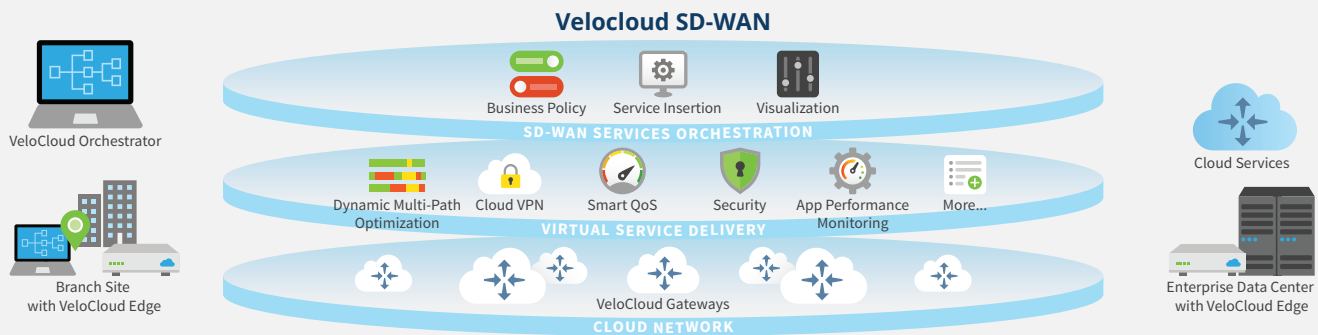 Velocloud SD-WAN
VeloCloud Orchestrator
Business Policy
Service Insertion
Visualization
SD-WAN SERVICES ORCHESTRATION
Cloud Services
Dynamic Multi-Path
Optimization
Cloud VPN
Smart QoS
Security
App Performance
Monitoring
More...
VIRTUAL SERVICE DELIVERY
Branch Site
with VeloCloud Edge
VeloCloud Gateways
CLOUD NETWORK
Enterprise Data Center
with VeloCloud Edge